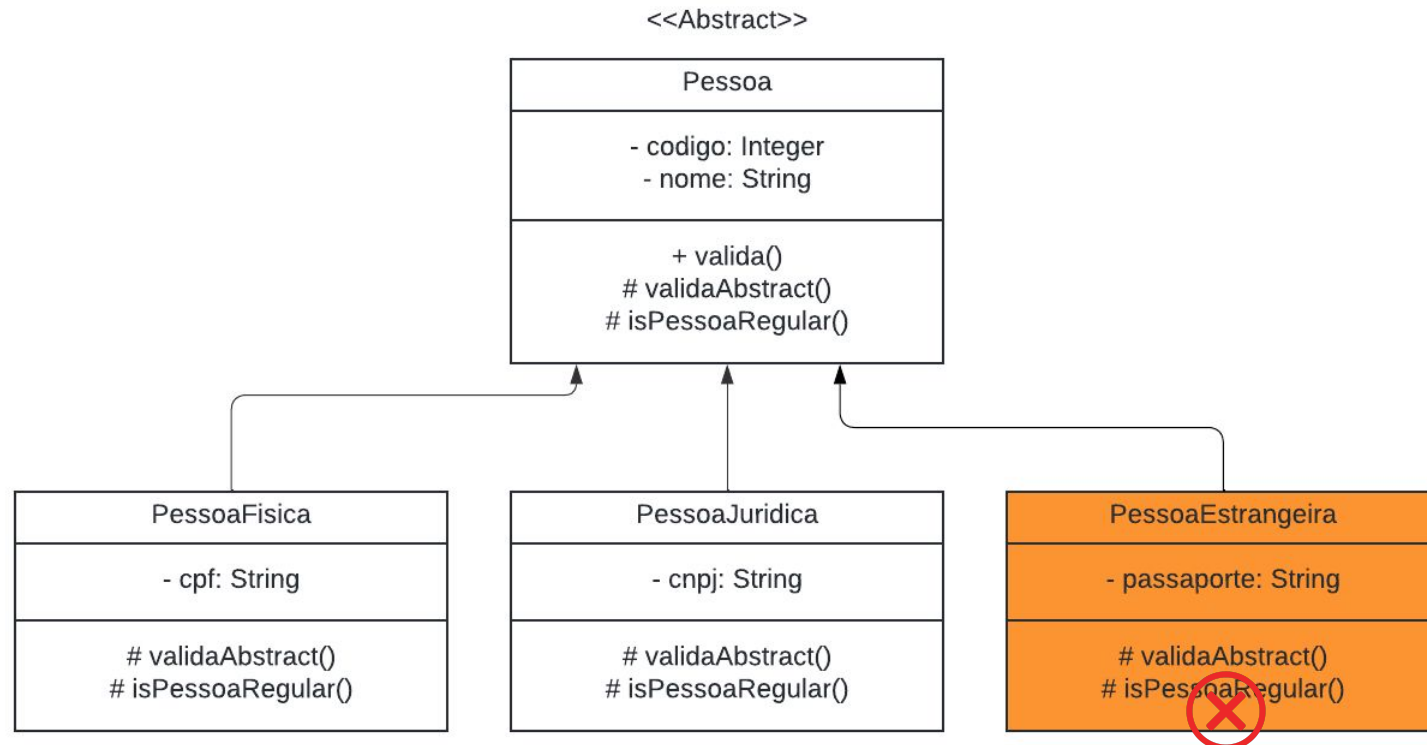 <<Abstract>>
Pessoa
- codigo: Integer
- nome: String
+ valida()
# validaAbstract()
# isPessoaRegular()
PessoaFisica
- cpf: String
# validaAbstract()
# isPessoaRegular()
PessoaJuridica
- cnpj: String
# validaAbstract()
# isPessoaRegular()
PessoaEstrangeira
- passaporte: String
# validaAbstract()
# isPessoaRegular()